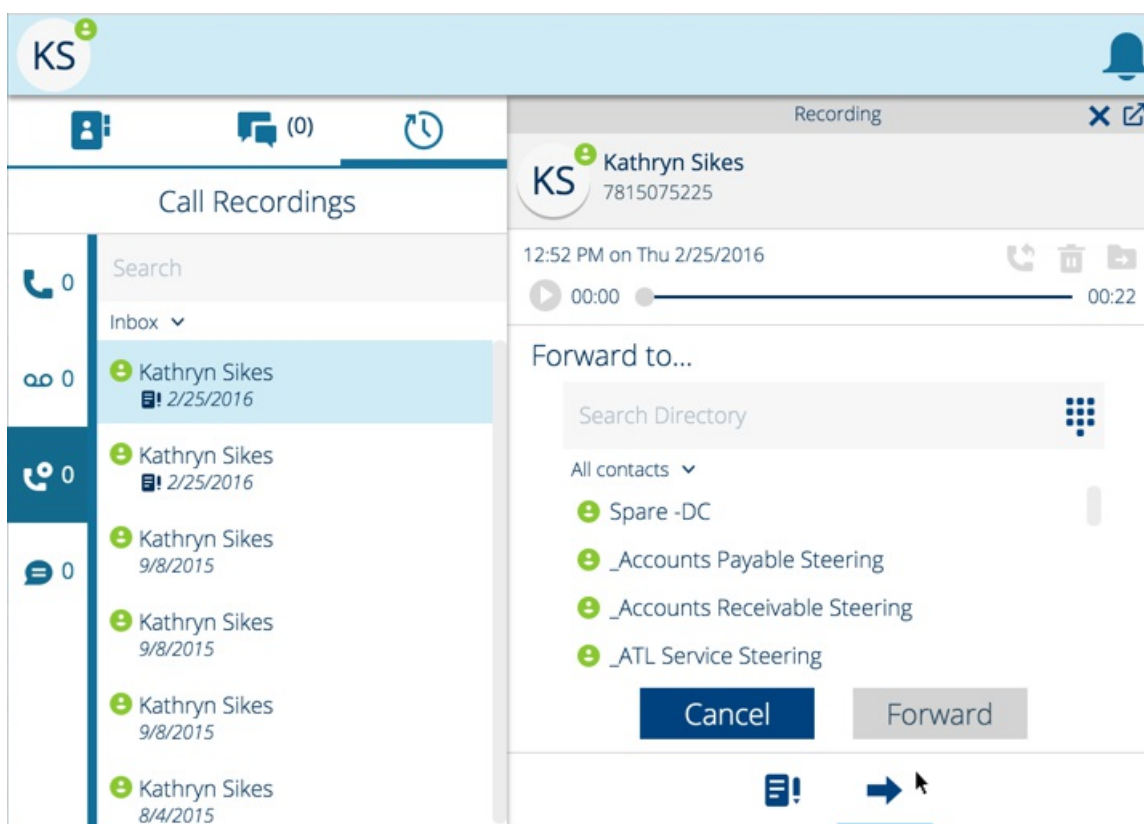 KS
(0)
Call Recordings
0
0
0
0
Search
Inbox
Kathryn Sikes
2/25/2016
Kathryn Sikes
2/25/2016
Kathryn Sikes
9/8/2015
Kathryn Sikes
9/8/2015
Kathryn Sikes
9/8/2015
Kathryn Sikes
8/4/2015
Recording
KS
Kathryn Sikes
7815075225
12:52 PM on Thu 2/25/2016
00:00 00:22
Forward to...
Search Directory
All contacts
Spare -DC
_Accounts Payable Steering
_Accounts Receivable Steering
_ATL Service Steering
Cancel Forward